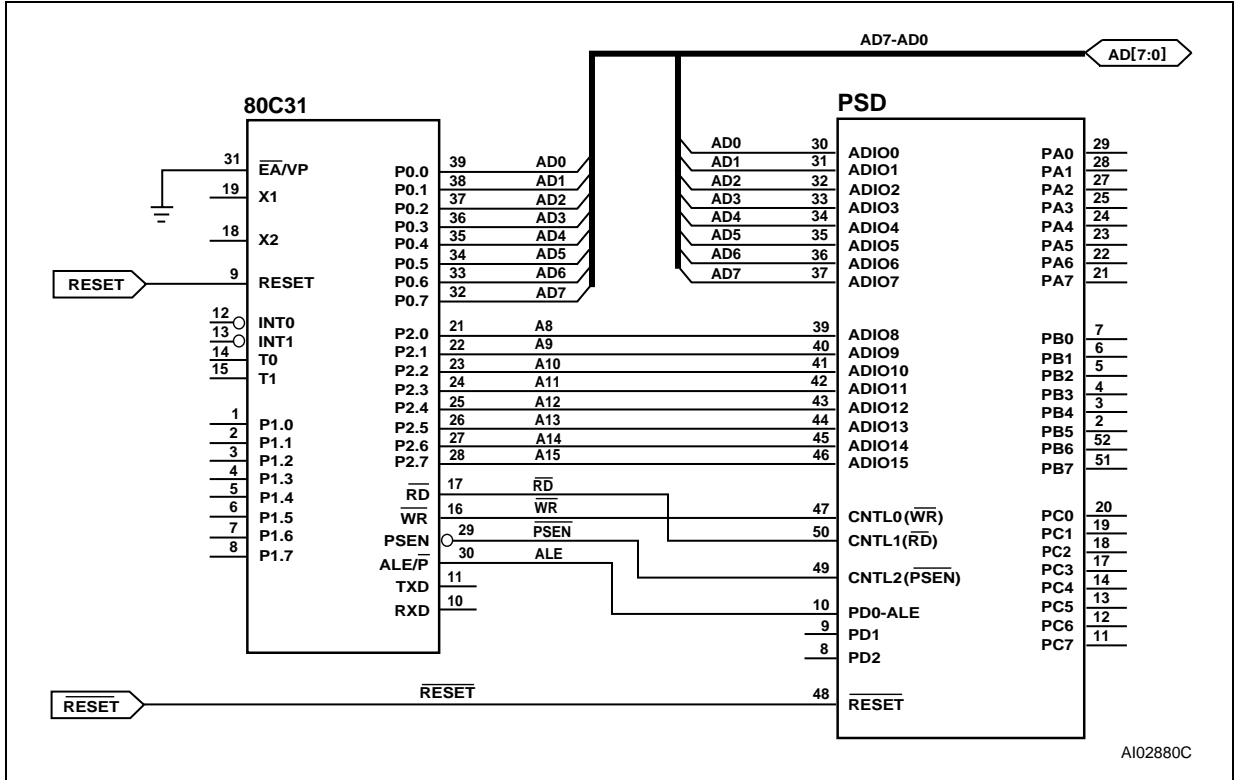 AD7-AD0
AD[7:0]
80C31
PSD
31 EA/VP
19 X1
18 X2
RESET 9 RESET
12 INT0
13 INT1
14 T0
15 T1
1 P1.0
2 P1.1
3 P1.2
4 P1.3
5 P1.4
6 P1.5
7 P1.6
8 P1.7
P0.0 39 AD0
P0.1 38 AD1
P0.2 37 AD2
P0.3 36 AD3
P0.4 35 AD4
P0.5 34 AD5
P0.6 33 AD6
P0.7 32 AD7
P2.0 21 A8
P2.1 22 A9
P2.2 23 A10
P2.3 24 A11
P2.4 25 A12
P2.5 26 A13
P2.6 27 A14
P2.7 28 A15
RD 17 RD
WR 16 WR
PSEN 29 PSEN
ALE/P 30 ALE
TXD 11
RXD 10
AD0 30 ADIO0
AD1 31 ADIO1
AD2 32 ADIO2
AD3 33 ADIO3
AD4 34 ADIO4
AD5 35 ADIO5
AD6 36 ADIO6
AD7 37 ADIO7
39 ADIO8
40 ADIO9
41 ADIO10
42 ADIO11
43 ADIO12
44 ADIO13
45 ADIO14
46 ADIO15
47 CNTL0(WR)
50 CNTL1(RD)
49 CNTL2(PSEN)
10 PD0-ALE
9 PD1
8 PD2
PA0 29
PA1 28
PA2 27
PA3 25
PA4 24
PA5 23
PA6 22
PA7 21
PB0 7
PB1 6
PB2 5
PB3 4
PB4 3
PB5 2
PB6 52
PB7 51
PC0 20
PC1 19
PC2 18
PC3 17
PC4 14
PC5 13
PC6 12
PC7 11
RESET RESET 48 RESET
AI02880C